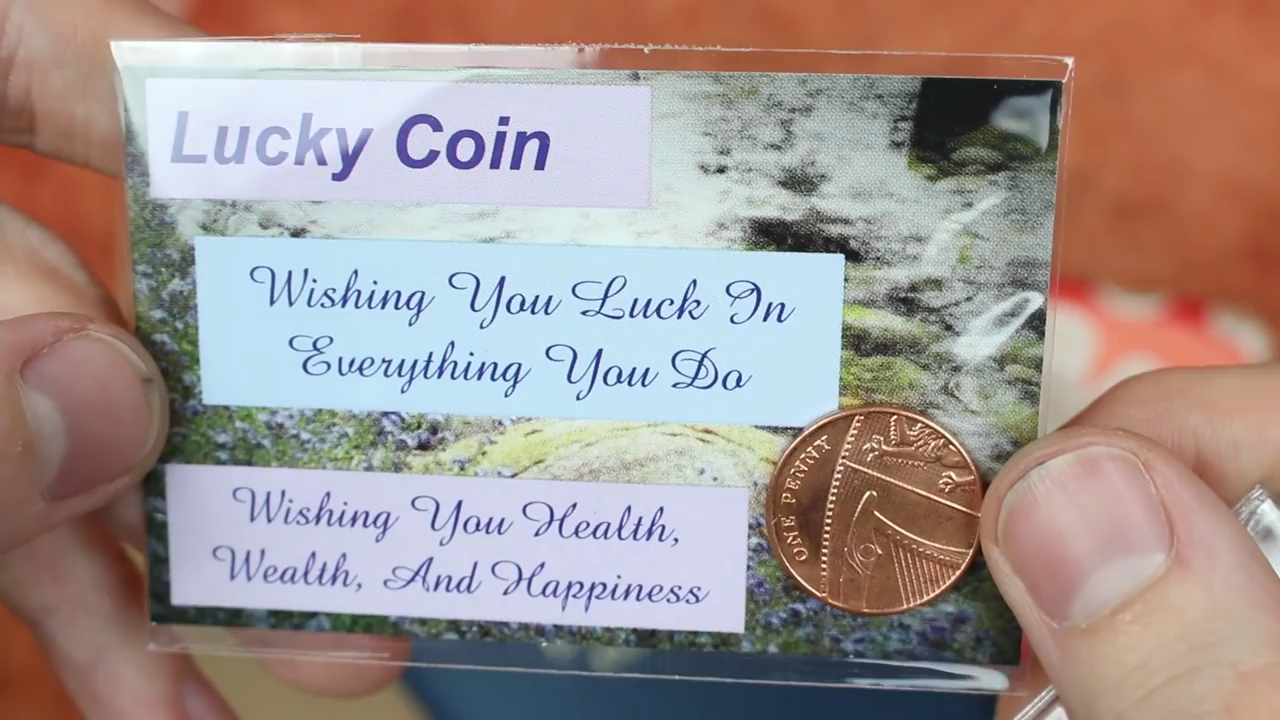 Lucky Coin
Wishing You Luck In
Everything You Do
Wishing You Health,
Wealth, And Happiness
ONE PENNY